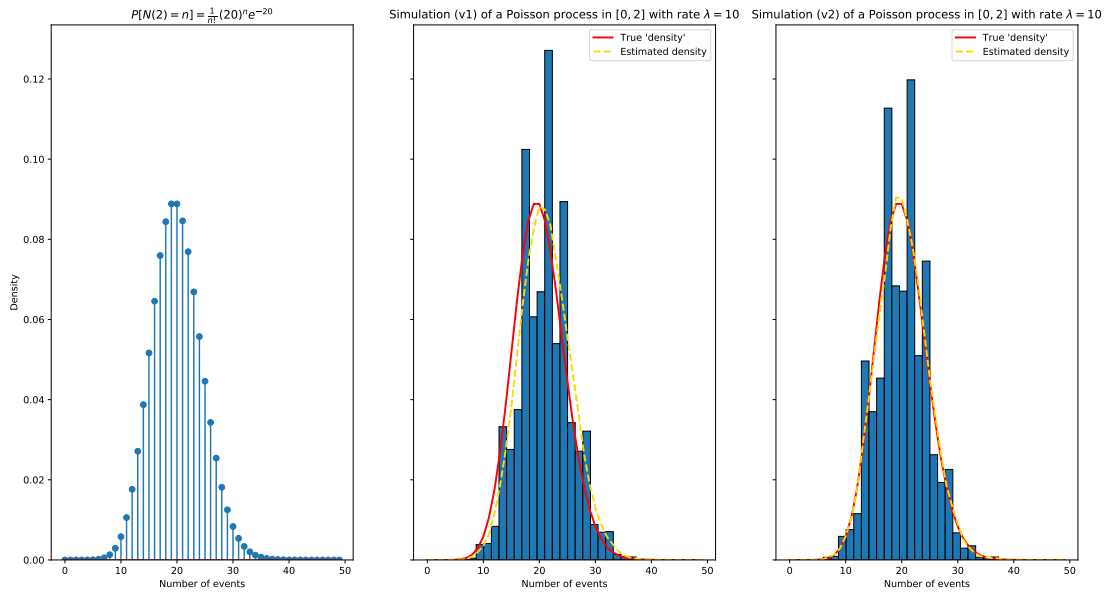 P[N(2) = n] = \frac{1}{n!}(20)^n e^{-20}
Density
0.12
0.10
0.08
0.06
0.04
0.02
0.00
0 10 20 30 40 50
Number of events
Simulation (v1) of a Poisson process in [0, 2] with rate λ = 10
True 'density'
Estimated density
0 10 20 30 40 50
Number of events
Simulation (v2) of a Poisson process in [0, 2] with rate λ = 10
True 'density'
Estimated density
0 10 20 30 40 50
Number of events